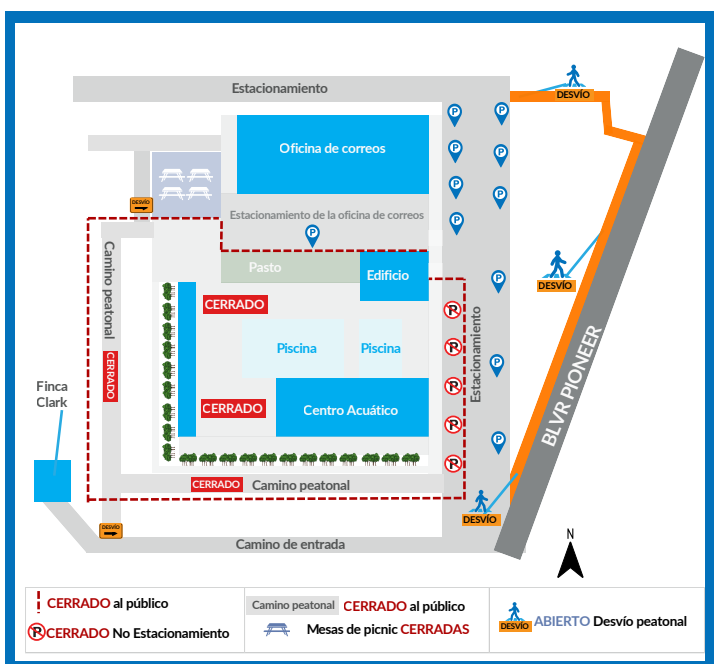 Estacionamiento
DESVÍO
Oficina de correos
P
P
P
P
P
P
P
DESVÍO
Estacionamiento de la oficina de correos
P
Camino peatonal
Pasto
Edificio
P
DESVÍO
CERRADO
P
P
Estacionamiento
Piscina
Piscina
P
P
BLVR PIONEER
CERRADO
Finca
Clark
P
CERRADO
Centro Acuático
P
P
P
CERRADO
Camino peatonal
DESVÍO
DESVÍO
Camino de entrada
N
CERRADO al público
P CERRADO No Estacionamiento
Camino peatonal CERRADO al público
Mesas de picnic CERRADAS
DESVÍO ABIERTO Desvío peatonal